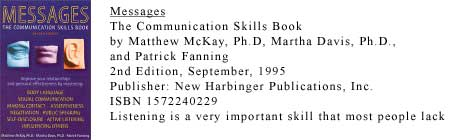 MESSAGES
THE COMMUNICATION SKILLS BOOK
Improve your relationships
and personal effectiveness by mastering:
BODY LANGUAGE
SEXUAL COMMUNICATION
MAKING CONTACT ASSERTIVENESS
NEGOTIATION PUBLIC SPEAKING
SELF-DISCLOSURE ACTIVE LISTENING
INFLUENCING OTHERS
Matthew McKay Ph.D. Martha Davis, Ph.D. Patrick Fanning
Messages
The Communication Skills Book
by Matthew McKay, Ph.D, Martha Davis, Ph.D.,
and Patrick Fanning
2nd Edition, September, 1995
Publisher: New Harbinger Publications, Inc.
ISBN 1572240229
Listening is a very important skill that most people lack